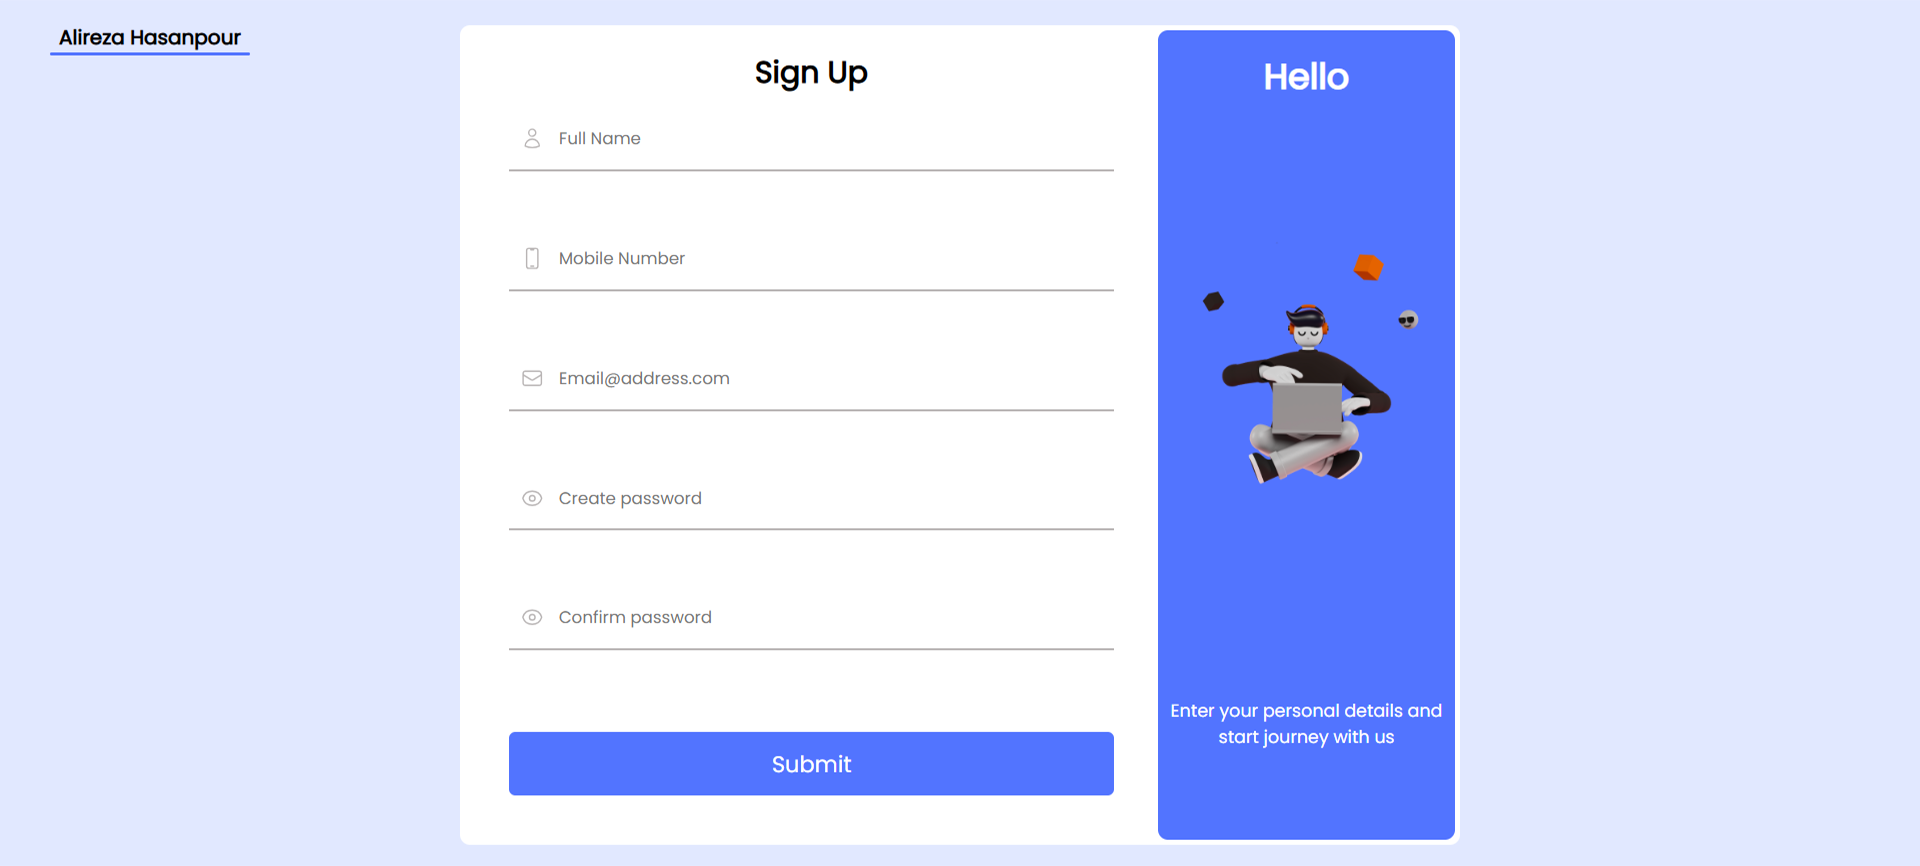 Alireza Hasanpour
Sign Up
Full Name
Mobile Number
Email@address.com
Create password
Confirm password
Submit
Hello
Enter your personal details and
start journey with us